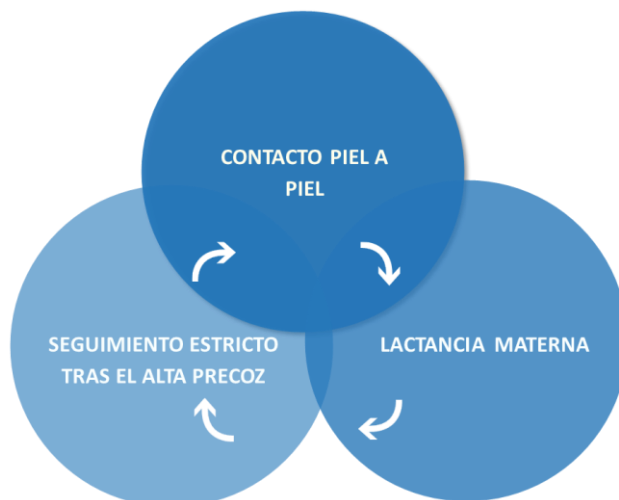 CONTACTO PIEL A
PIEL
SEGUIMIENTO ESTRICTO
TRAS EL ALTA PRECOZ
LACTANCIA MATERNA